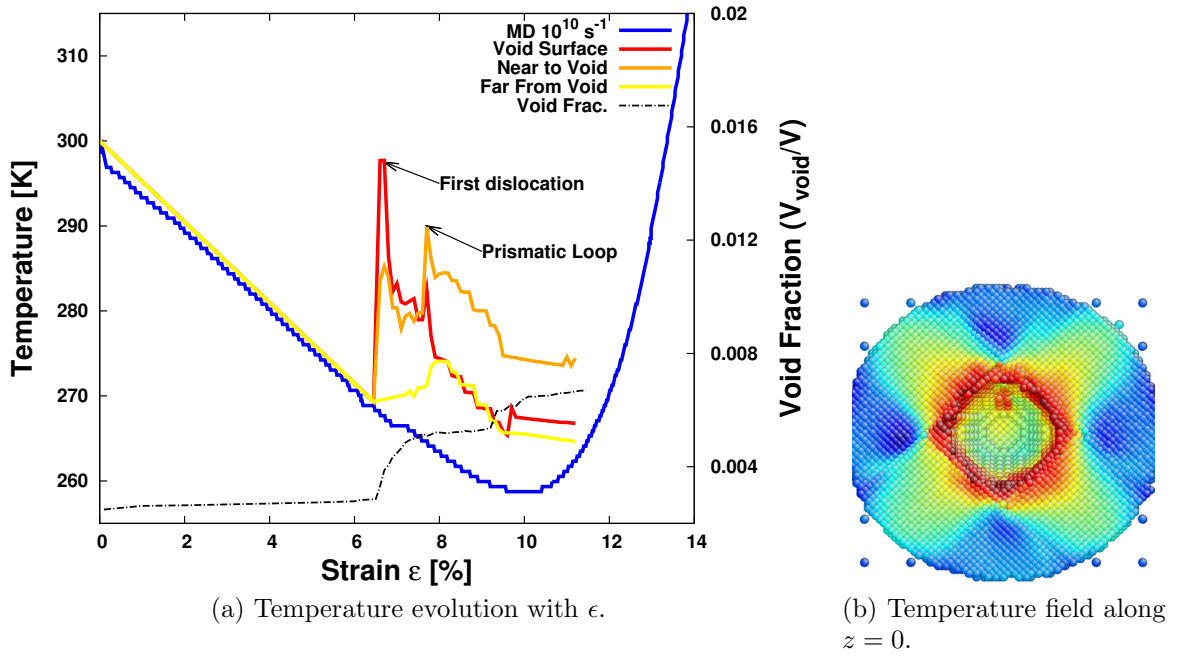 MD 10^10 s^-1
Void Surface
Near to Void
Far From Void
Void Frac.
First dislocation
Prismatic Loop
Temperature [K]
315
310
300
290
280
270
260
0 2 4 6 8 10 12 14
Strain ε [%]
0.02
0.016
0.012
0.008
0.004
Void Fraction (V_void/V)
(a) Temperature evolution with ϵ.
(b) Temperature field along
z = 0.